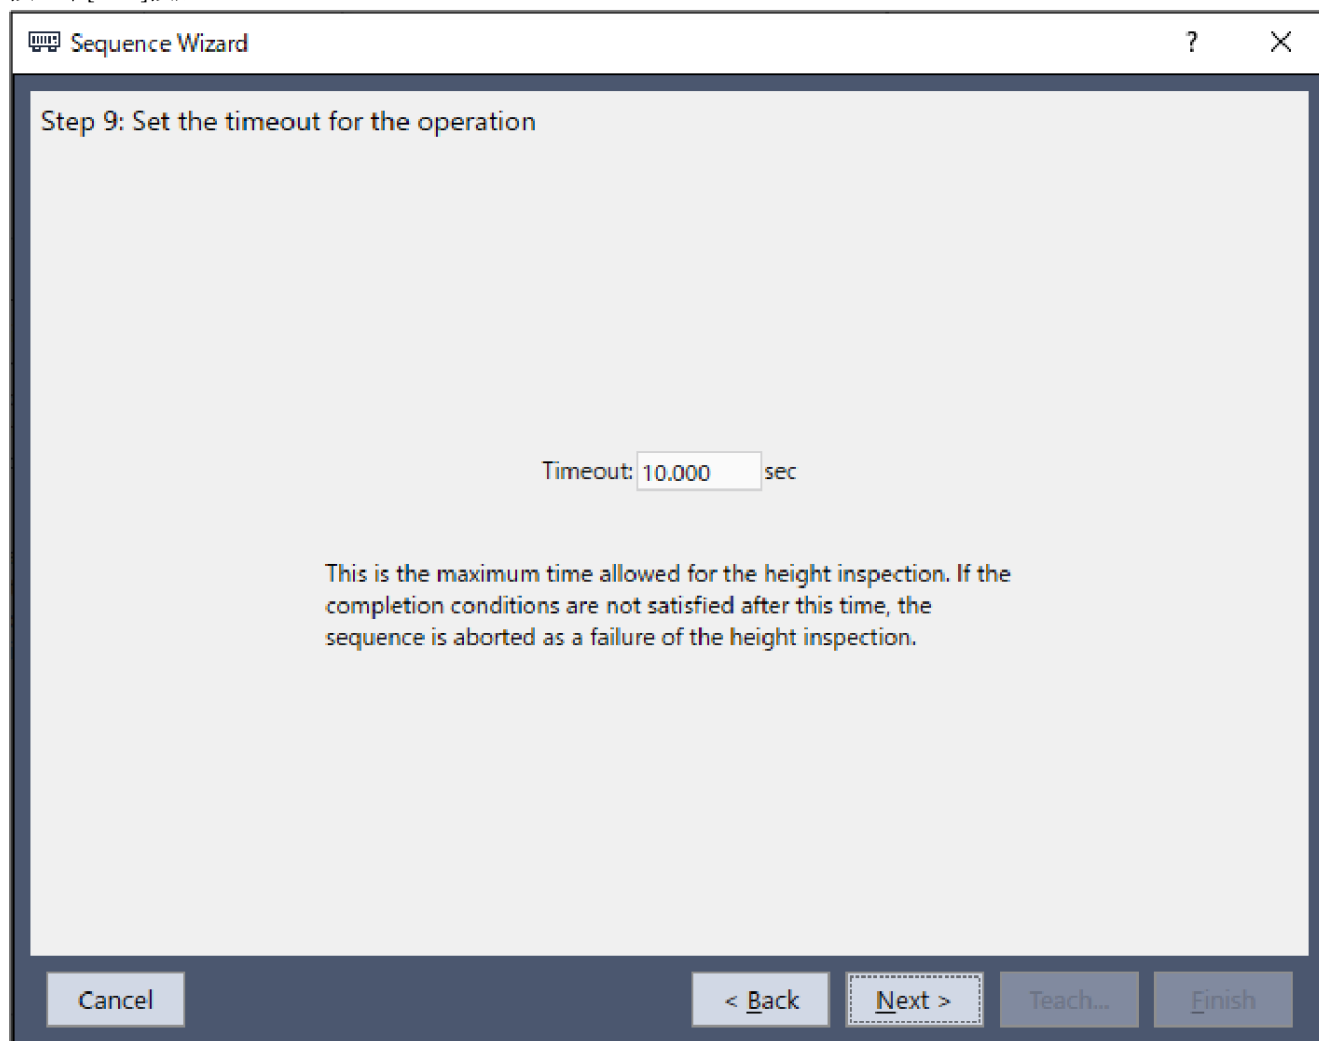 Sequence Wizard
?
Step 9: Set the timeout for the operation
Timeout: 10.000 sec
This is the maximum time allowed for the height inspection. If the
completion conditions are not satisfied after this time, the
sequence is aborted as a failure of the height inspection.
Cancel
< Back
Next >
Teach...
Finish